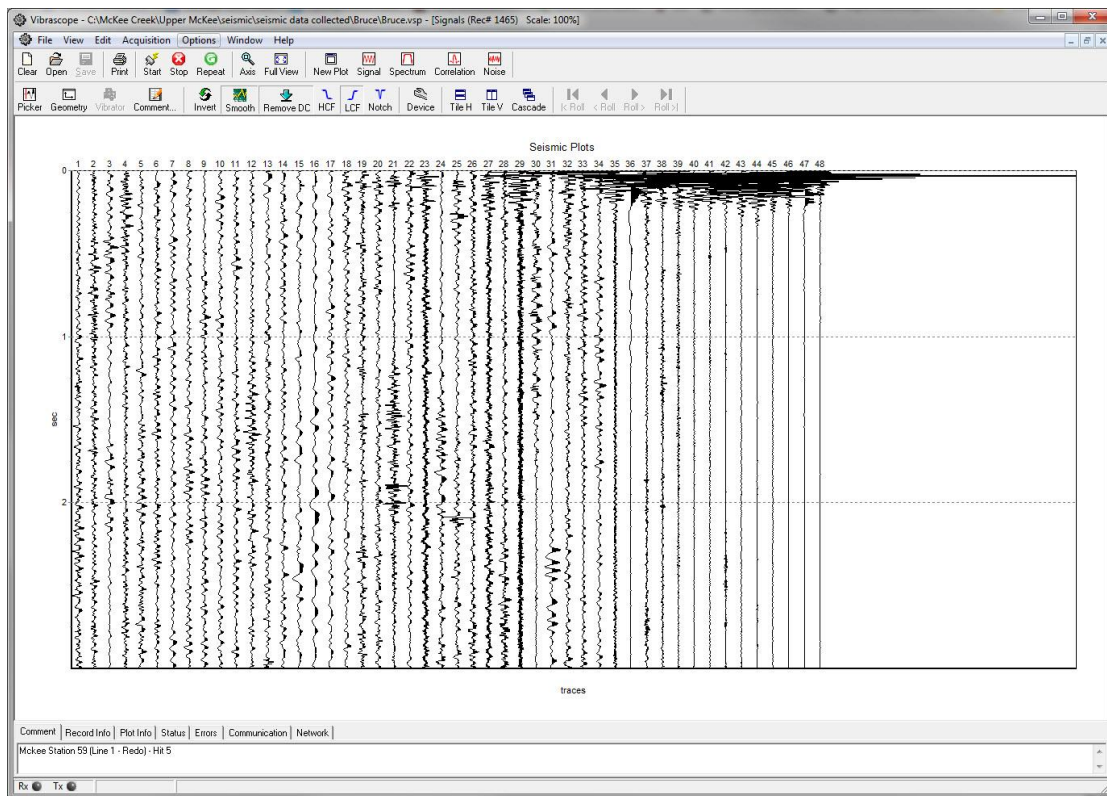 Vibrascope - C:\McKee Creek\Upper McKee\seismic\seismic data collected\Bruce\Bruce.vsp - [Signals (Rec# 1465) Scale: 100%]
File View Edit Acquisition Options Window Help
Clear Open Save Print Start Stop Repeat Axis Full View New Plot Signal Spectrum Correlation Noise
Picker Geometry Vibrator Comment... Invert Smooth Remove DC HCF LCF Notch Device Tile H Tile V Cascade |< Roll < Roll Roll > Roll >|
Seismic Plots
1 2 3 4 5 6 7 8 9 10 11 12 13 14 15 16 17 18 19 20 21 22 23 24 25 26 27 28 29 30 31 32 33 34 35 36 37 38 39 40 41 42 43 44 45 46 47 48
0
1
sec
2
traces
Comment Record Info Plot Info Status Errors Communication Network
Mckee Station 59 (Line 1 - Redo) - Hit 5
Rx Tx